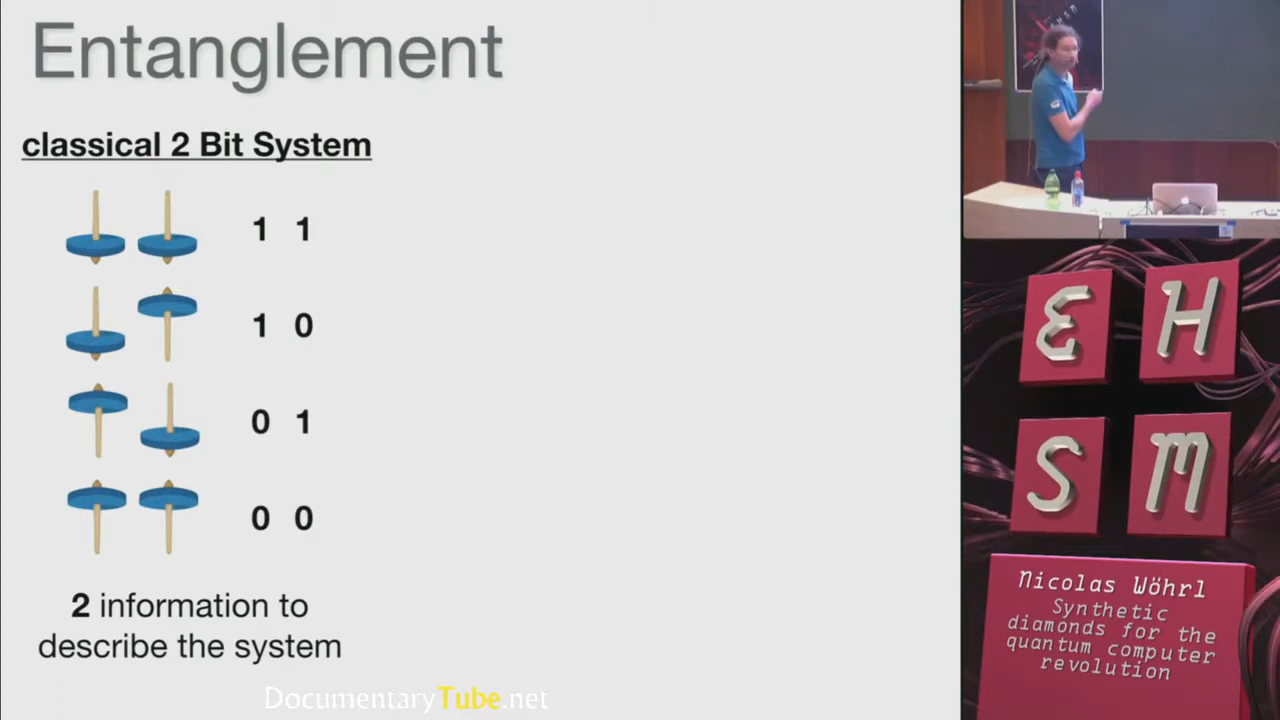 Entanglement
classical 2 Bit System
1 1
1 0
0 1
0 0
2 information to
describe the system
DocumentaryTube.net
E H
S M
Nicolas Wöhrl
Synthetic
diamonds for the
quantum computer
revolution